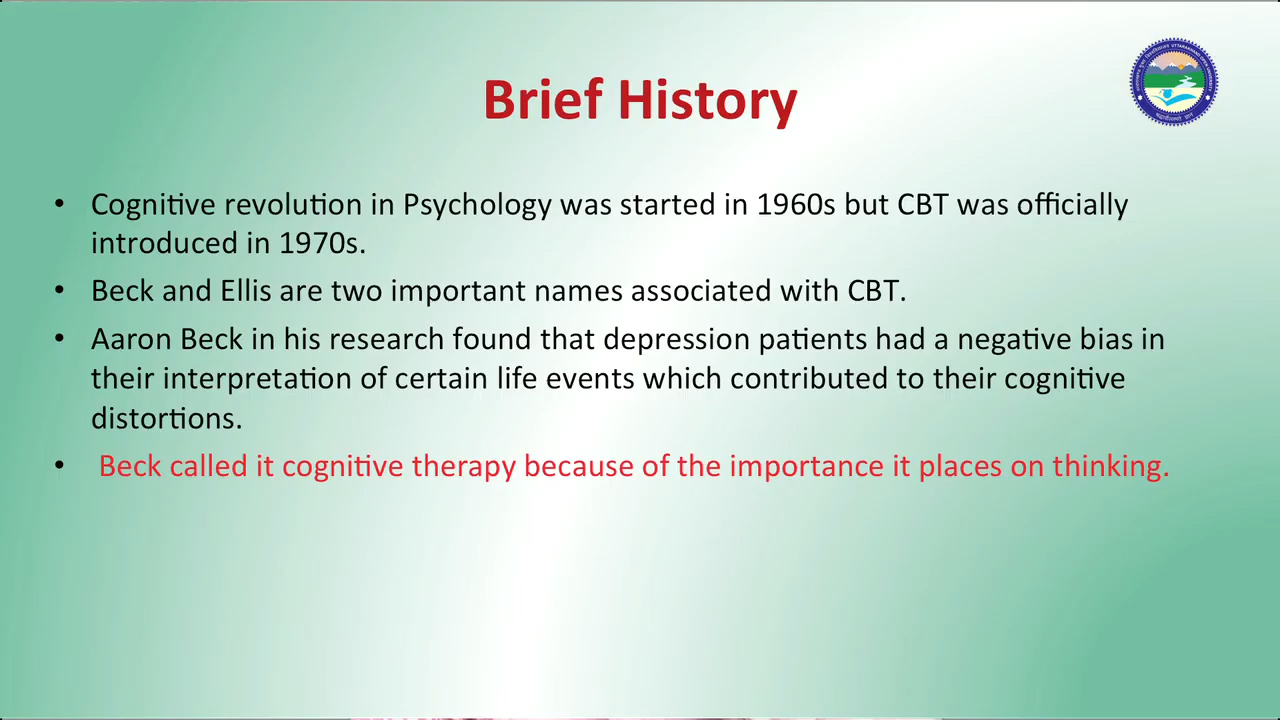 Brief History
• Cognitive revolution in Psychology was started in 1960s but CBT was officially
introduced in 1970s.
• Beck and Ellis are two important names associated with CBT.
• Aaron Beck in his research found that depression patients had a negative bias in
their interpretation of certain life events which contributed to their cognitive
distortions.
• Beck called it cognitive therapy because of the importance it places on thinking.